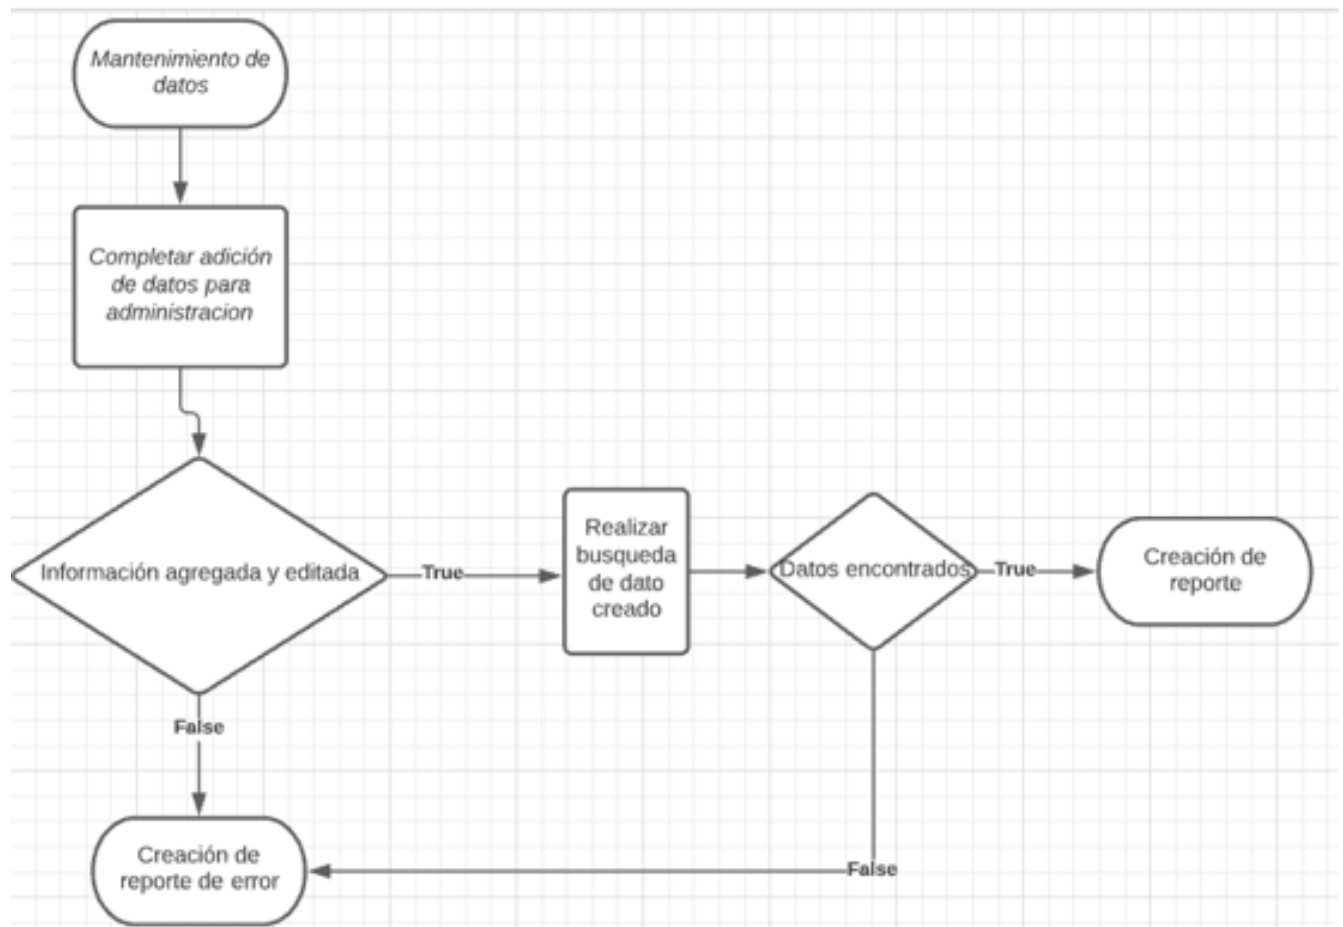 Mantenimiento de
datos
Completar adición
de datos para
administracion
Información agregada y editada
True
Realizar
busqueda
de dato
creado
Datos encontrados
True
Creación de
reporte
False
Creación de
reporte de error
False